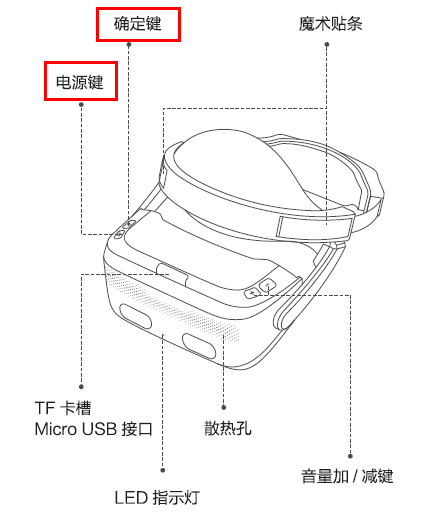 确定键
魔术贴条
电源键
TF 卡槽
Micro USB 接口
散热孔
音量加 / 减键
LED 指示灯